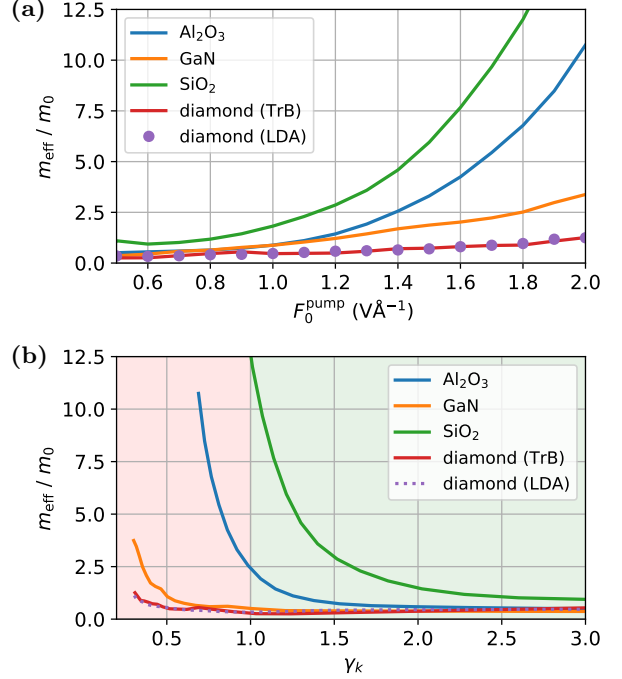 (a)
12.5
10.0
7.5
5.0
2.5
0.0
m_eff / m_0
Al₂O₃
GaN
SiO₂
diamond (TrB)
diamond (LDA)
0.6 0.8 1.0 1.2 1.4 1.6 1.8 2.0
F₀^pump (VÅ⁻¹)
(b)
12.5
10.0
7.5
5.0
2.5
0.0
m_eff / m_0
Al₂O₃
GaN
SiO₂
diamond (TrB)
diamond (LDA)
0.5 1.0 1.5 2.0 2.5 3.0
γ_k